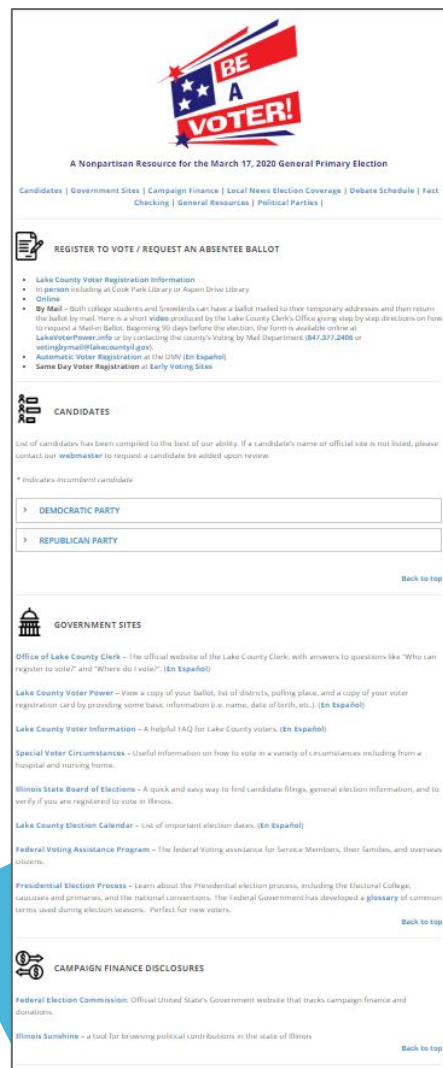 BE
A
VOTER!
A Nonpartisan Resource for the March 17, 2020 General Primary Election
Candidates | Government Sites | Campaign Finance | Local News Election Coverage | Debate Schedule | Fact
Checking | General Resources | Political Parties |
REGISTER TO VOTE / REQUEST AN ABSENTEE BALLOT
• Lake County Voter Registration Information
• In person including at Cook Park Library or Aspen Drive Library
• Online
• By Mail – Both college students and Snowbirds can have a ballot mailed to their temporary addresses and then return
the ballot by mail. Here is a short video produced by the Lake County Clerk's Office giving step by step directions on how
to request a Mail-in Ballot. Beginning 90 days before the election, the form is available online at
LakeVoterPower.info or by contacting the county's Voting by Mail Department (847.377.2406 or
votingbymail@lakecountyil.gov).
• Automatic Voter Registration at the DMV (En Español)
• Same Day Voter Registration at Early Voting Sites
CANDIDATES
List of candidates has been compiled to the best of our ability. If a candidate's name or official site is not listed, please
contact our webmaster to request a candidate be added upon review.
* Indicates incumbent candidate
> DEMOCRATIC PARTY
> REPUBLICAN PARTY
Back to top
GOVERNMENT SITES
Office of Lake County Clerk – The official website of the Lake County Clerk; with answers to questions like "Who can
register to vote?" and "Where do I vote?". (En Español)
Lake County Voter Power – View a copy of your ballot, list of districts, polling place, and a copy of your voter
registration card by providing some basic information (i.e. name, date of birth, etc.). (En Español)
Lake County Voter Information – A helpful FAQ for Lake County voters. (En Español)
Special Voter Circumstances – Useful information on how to vote in a variety of circumstances including from a
hospital and nursing home.
Illinois State Board of Elections – A quick and easy way to find candidate filings, general election information, and to
verify if you are registered to vote in Illinois.
Lake County Election Calendar – List of important election dates. (En Español)
Federal Voting Assistance Program – The federal Voting assistance for Service Members, their families, and overseas
citizens.
Presidential Election Process – Learn about the Presidential election process, including the Electoral College,
caucuses and primaries, and the national conventions. The Federal Government has developed a glossary of common
terms used during election seasons. Perfect for new voters.
Back to top
CAMPAIGN FINANCE DISCLOSURES
Federal Election Commission: Official United State's Government website that tracks campaign finance and
donations.
Illinois Sunshine – a tool for browsing political contributions in the state of Illinois
Back to top